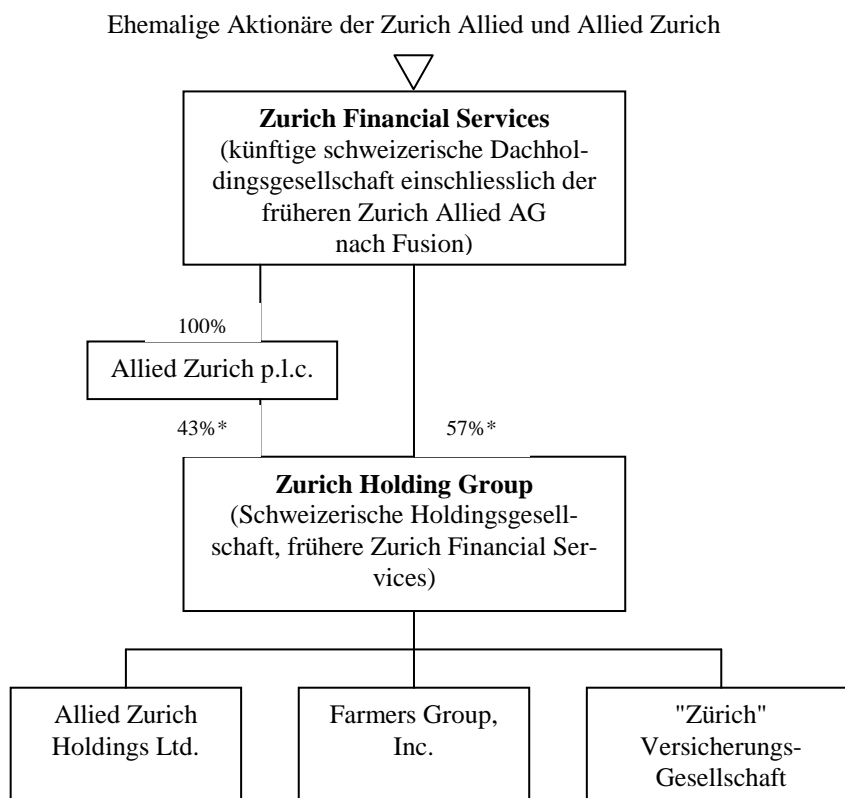 Ehemalige Aktionäre der Zurich Allied und Allied Zurich
Zurich Financial Services
(künftige schweizerische Dachhol-
dingsgesellschaft einschliesslich der
früheren Zurich Allied AG
nach Fusion)
100%
Allied Zurich p.l.c.
43%*
57%*
Zurich Holding Group
(Schweizerische Holdingsgesell-
schaft, frühere Zurich Financial Ser-
vices)
Allied Zurich
Holdings Ltd.
Farmers Group,
Inc.
"Zürich"
Versicherungs-
Gesellschaft